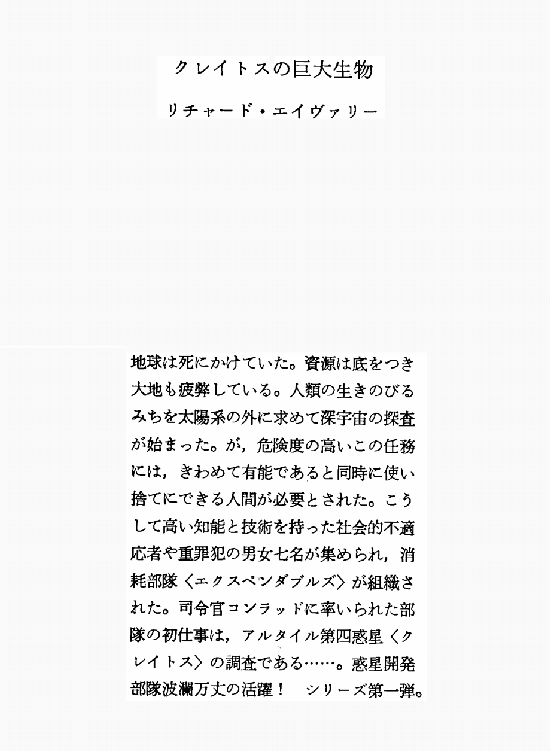 クレイトスの巨大生物
リチャード・エイヴァリー
地球は死にかけていた。資源は底をつき
大地も疲弊している。人類の生きのびる
みちを太陽系の外に求めて深宇宙の探査
が始まった。が，危険度の高いこの任務
には，きわめて有能であると同時に使い
捨てにできる人間が必要とされた。こう
して高い知能と技術を持った社会的不適
応者や重罪犯の男女七名が集められ，消
耗部隊〈エクスペンダブルズ〉が組織さ
れた。司令官コンラッドに率いられた部
隊の初仕事は，アルタイル第四惑星〈ク
レイトス〉の調査である……。惑星開発
部隊波瀾万丈の活躍！　シリーズ第一弾。